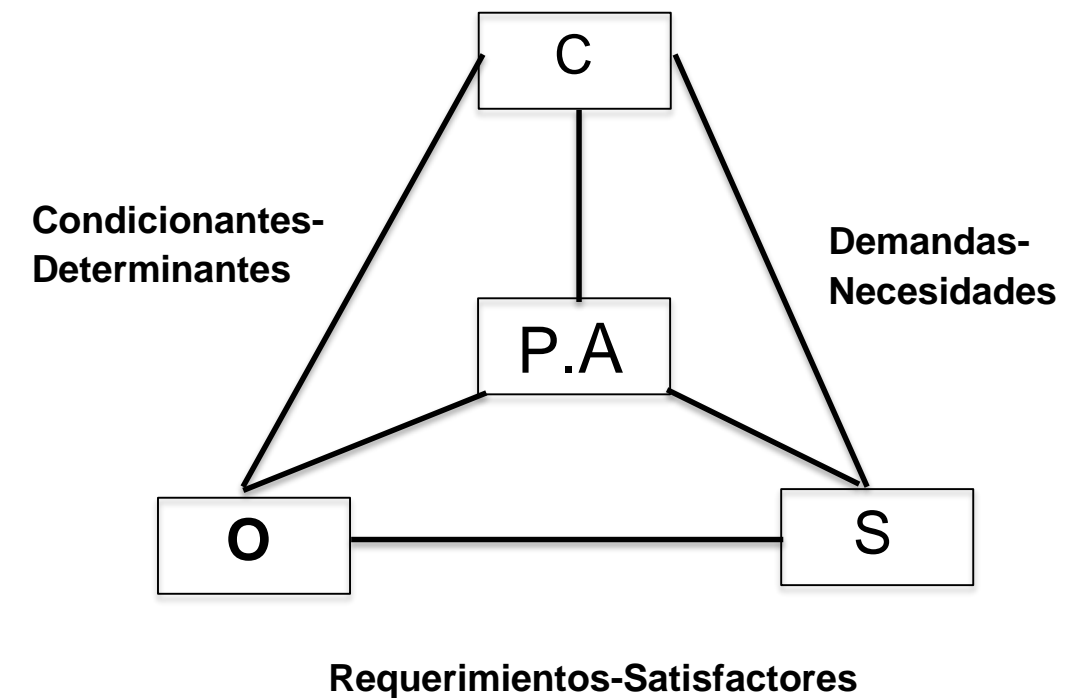 C
Condicionantes-
Determinantes
Demandas-
Necesidades
P.A
O
S
Requerimientos-Satisfactores